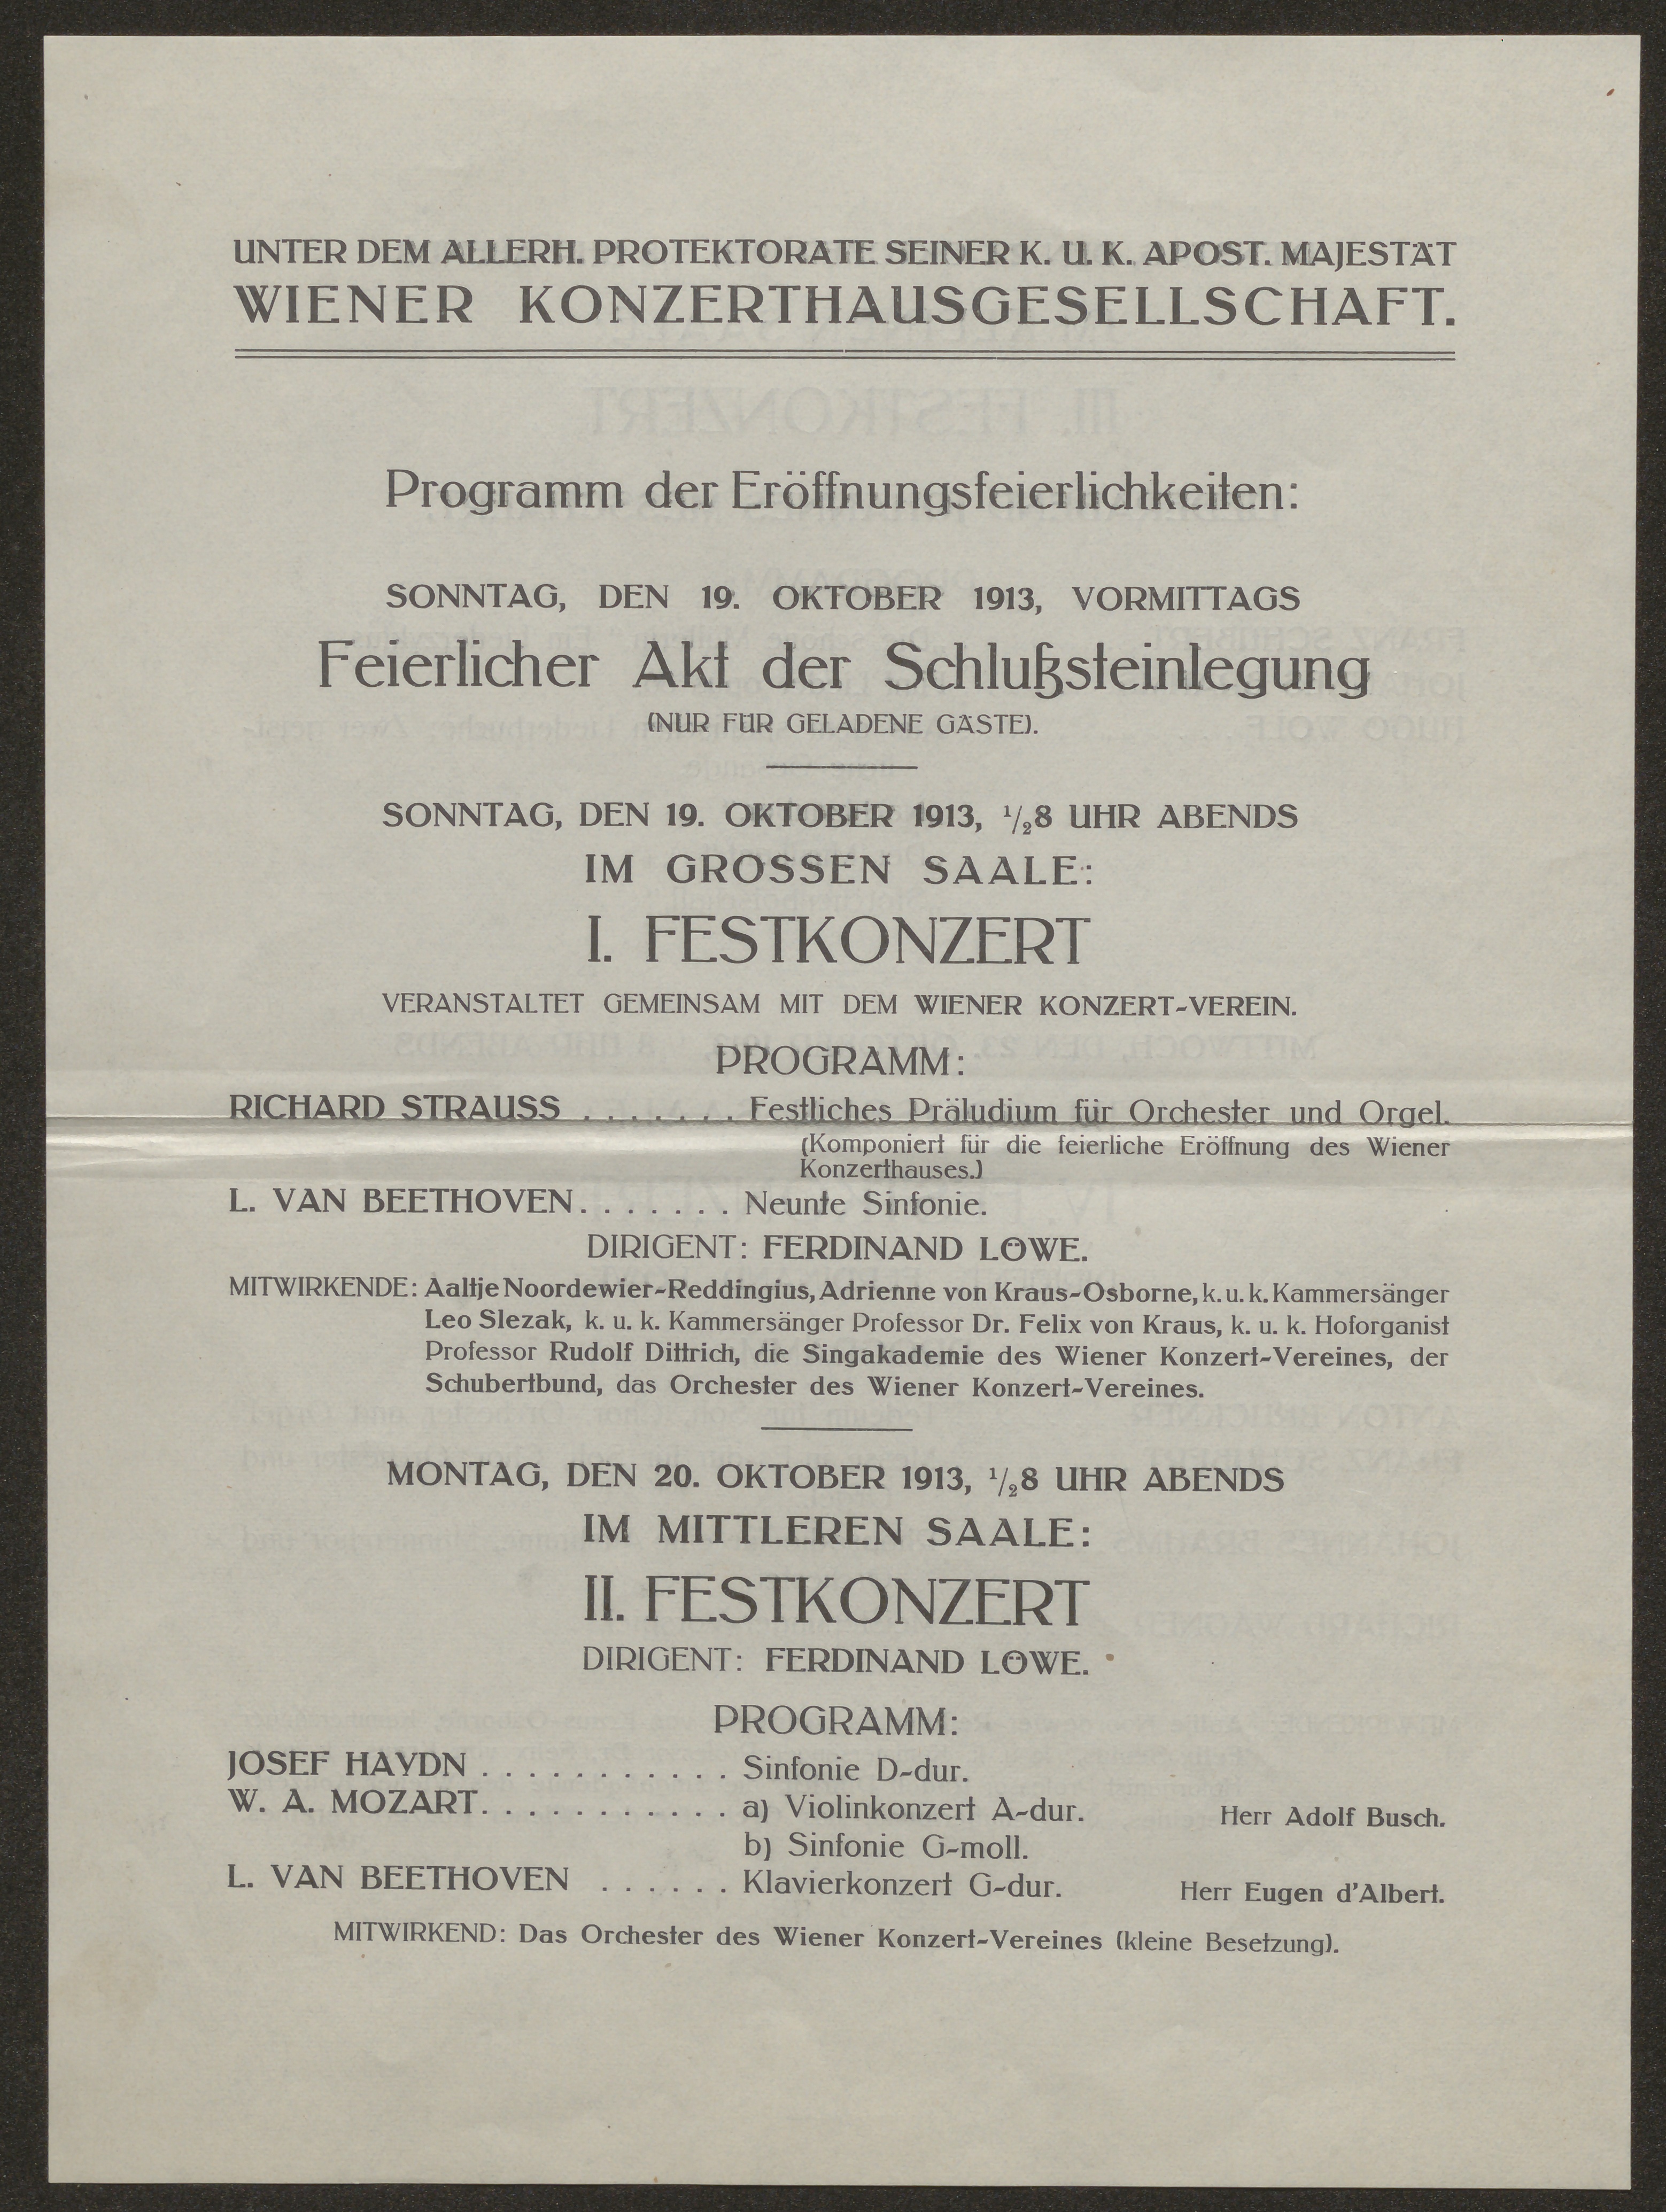 UNTER DEM ALLERH. PROTEKTORATE SEINER K. U. K. APOST. MAJESTÄT
WIENER KONZERTHAUSGESELLSCHAFT.
Programm der Eröffnungsfeierlichkeiten:
SONNTAG, DEN 19. OKTOBER 1913, VORMITTAGS
Feierlicher Akt der Schlußsteinlegung
(NUR FÜR GELADENE GÄSTE).
SONNTAG, DEN 19. OKTOBER 1913, ½8 UHR ABENDS
IM GROSSEN SAALE:
I. FESTKONZERT
VERANSTALTET GEMEINSAM MIT DEM WIENER KONZERT-VEREIN.
PROGRAMM:
RICHARD STRAUSS . . . . . . . Festliches Präludium für Orchester und Orgel.
(Komponiert für die feierliche Eröffnung des Wiener
Konzerthauses.)
L. VAN BEETHOVEN. . . . . . . Neunte Sinfonie.
DIRIGENT: FERDINAND LÖWE.
MITWIRKENDE: Aaltje Noordewier-Reddingius, Adrienne von Kraus-Osborne, k. u. k. Kammersänger
Leo Slezak, k. u. k. Kammersänger Professor Dr. Felix von Kraus, k. u. k. Hoforganist
Professor Rudolf Dittrich, die Singakademie des Wiener Konzert-Vereines, der
Schubertbund, das Orchester des Wiener Konzert-Vereines.
MONTAG, DEN 20. OKTOBER 1913, ½8 UHR ABENDS
IM MITTLEREN SAALE:
II. FESTKONZERT
DIRIGENT: FERDINAND LÖWE.
PROGRAMM:
JOSEF HAYDN . . . . . . . . . . . Sinfonie D-dur.
W. A. MOZART. . . . . . . . . . . a) Violinkonzert A-dur. Herr Adolf Busch.
b) Sinfonie G-moll.
L. VAN BEETHOVEN . . . . . . Klavierkonzert G-dur. Herr Eugen d'Albert.
MITWIRKEND: Das Orchester des Wiener Konzert-Vereines (kleine Besetzung).